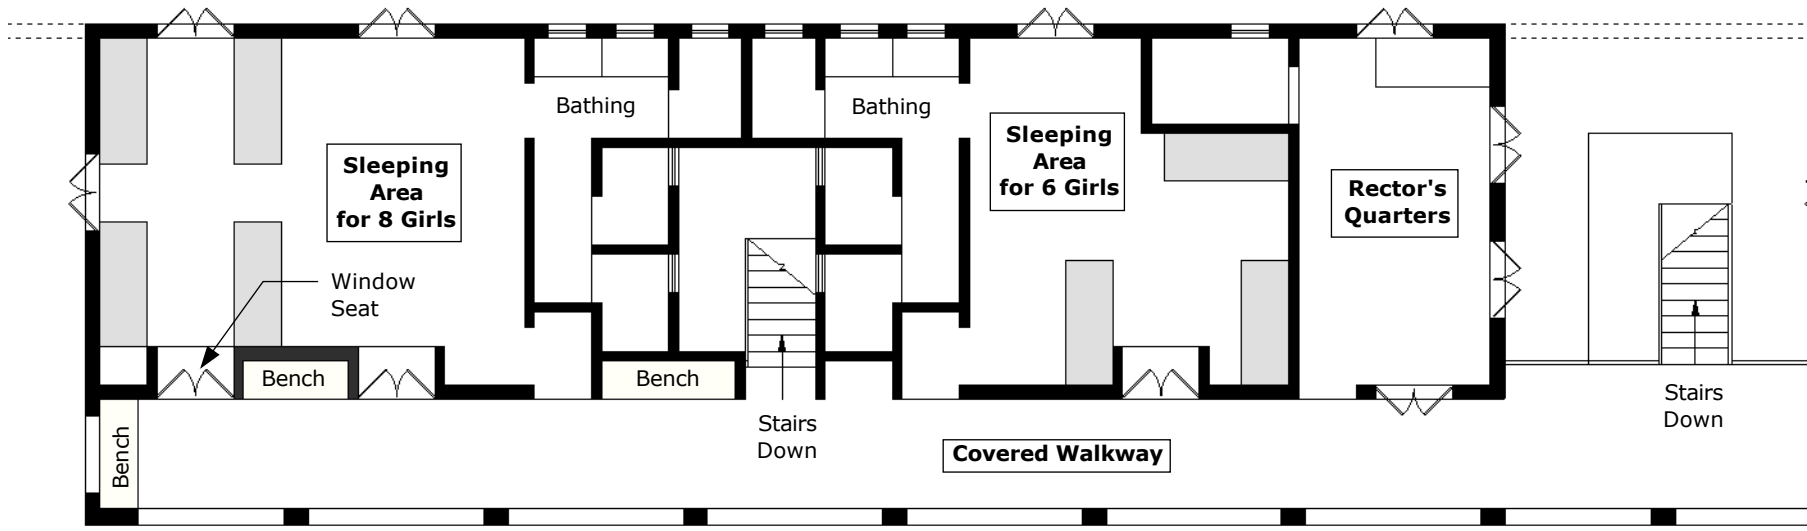 Bathing
Bathing
Sleeping
Area
for 8 Girls
Sleeping
Area
for 6 Girls
Rector's
Quarters
Window
Seat
Bench
Bench
Stairs
Down
Stairs
Down
Bench
Covered Walkway